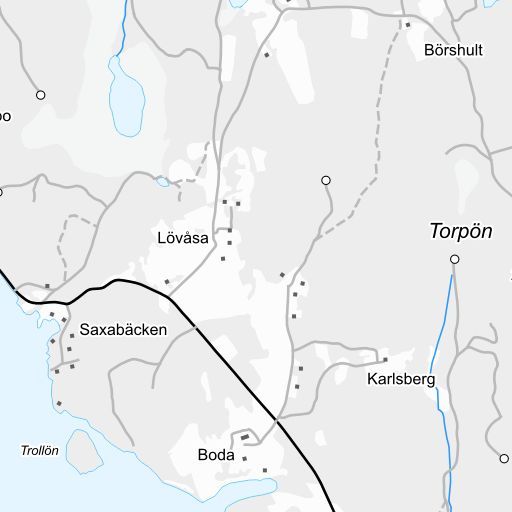 Börshult
Lövåsa
Torpön
Saxabäcken
Karlsberg
Trollön
Boda